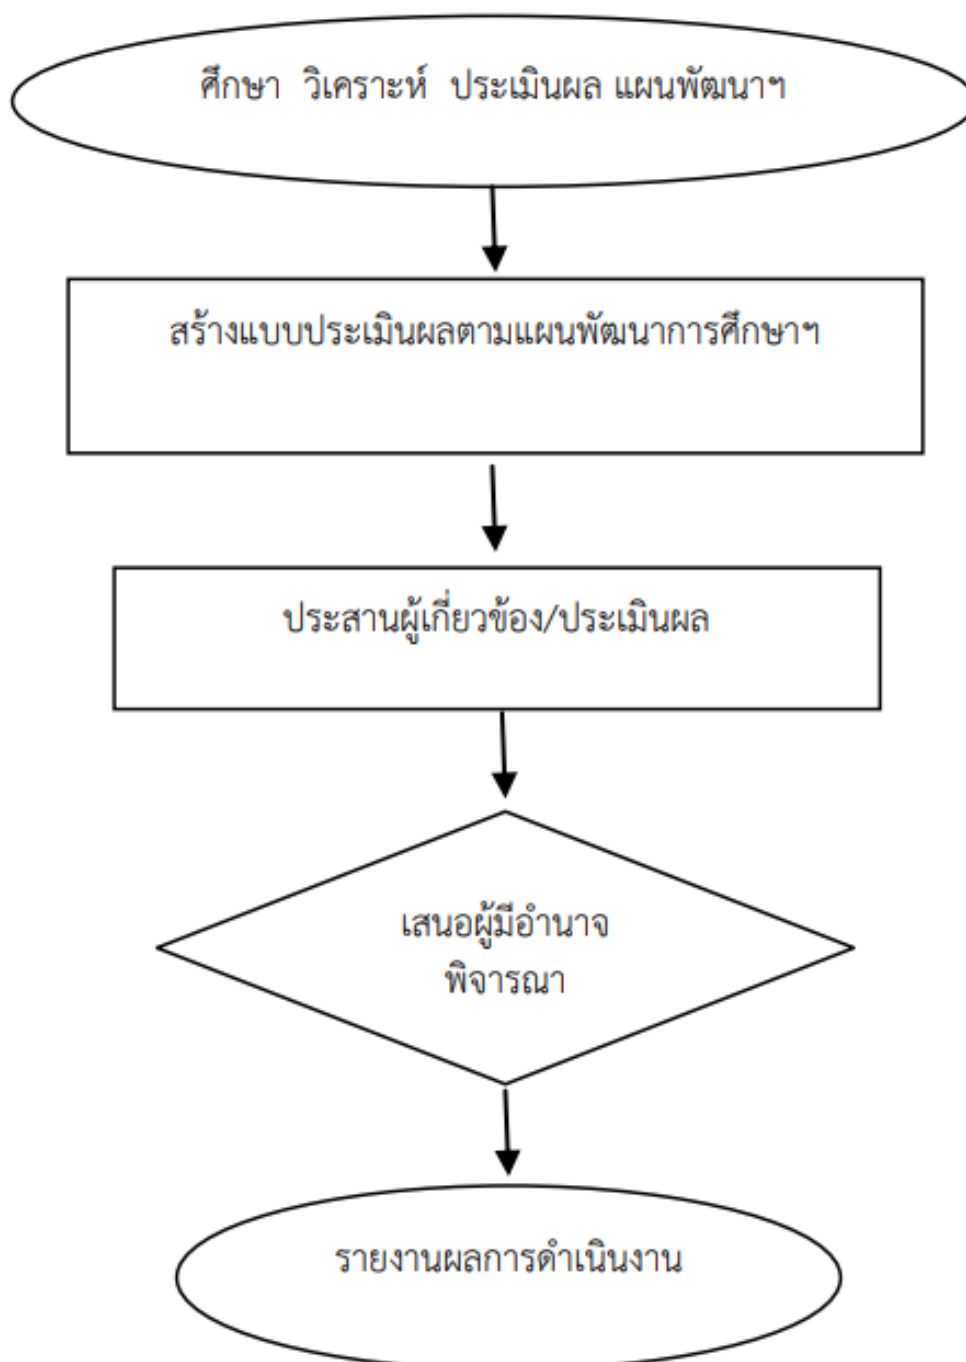 ศึกษา วิเคราะห์ ประเมินผล แผนพัฒนาฯ
สร้างแบบประเมินผลตามแผนพัฒนาการศึกษาฯ
ประสานผู้เกี่ยวข้อง/ประเมินผล
เสนอผู้มีอำนาจ
พิจารณา
รายงานผลการดำเนินงาน